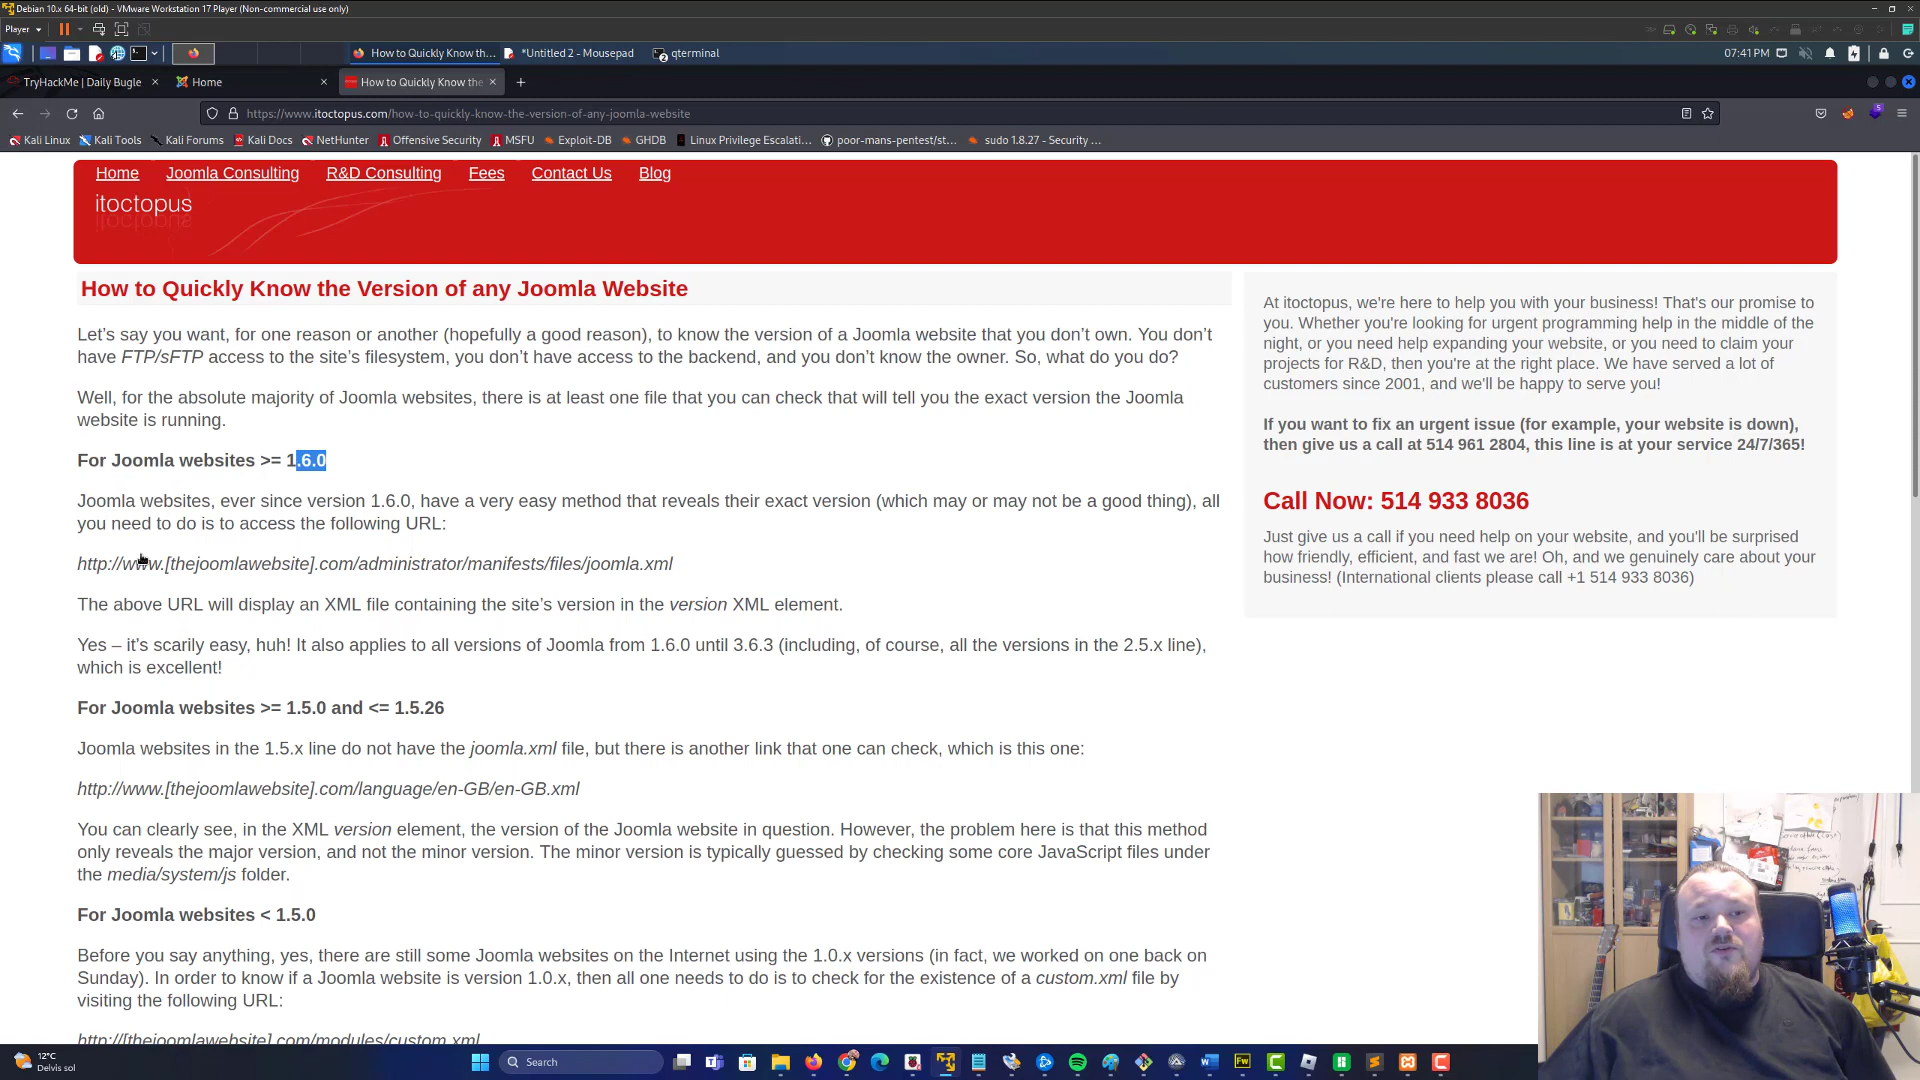 Debian 10.x 64-bit (old) - VMware Workstation 17 Player (Non-commercial use only)
Player
How to Quickly Know th...
*Untitled 2 - Mousepad
2
qterminal
07:41 PM
TryHackMe | Daily Bugle
Home
How to Quickly Know the
https://www.itoctopus.com/how-to-quickly-know-the-version-of-any-joomla-website
5
Kali Linux
Kali Tools
Kali Forums
Kali Docs
NetHunter
Offensive Security
MSFU
Exploit-DB
GHDB
Linux Privilege Escalati...
poor-mans-pentest/st...
sudo 1.8.27 - Security ...
Home
Joomla Consulting
R&D Consulting
Fees
Contact Us
Blog
itoctopus
How to Quickly Know the Version of any Joomla Website
Let's say you want, for one reason or another (hopefully a good reason), to know the version of a Joomla website that you don't own. You don't
have FTP/sFTP access to the site's filesystem, you don't have access to the backend, and you don't know the owner. So, what do you do?
Well, for the absolute majority of Joomla websites, there is at least one file that you can check that will tell you the exact version the Joomla
website is running.
For Joomla websites >= 1.6.0
Joomla websites, ever since version 1.6.0, have a very easy method that reveals their exact version (which may or may not be a good thing), all
you need to do is to access the following URL:
http://www.[thejoomlawebsite].com/administrator/manifests/files/joomla.xml
The above URL will display an XML file containing the site's version in the version XML element.
Yes – it's scarily easy, huh! It also applies to all versions of Joomla from 1.6.0 until 3.6.3 (including, of course, all the versions in the 2.5.x line),
which is excellent!
For Joomla websites >= 1.5.0 and <= 1.5.26
Joomla websites in the 1.5.x line do not have the joomla.xml file, but there is another link that one can check, which is this one:
http://www.[thejoomlawebsite].com/language/en-GB/en-GB.xml
You can clearly see, in the XML version element, the version of the Joomla website in question. However, the problem here is that this method
only reveals the major version, and not the minor version. The minor version is typically guessed by checking some core JavaScript files under
the media/system/js folder.
For Joomla websites < 1.5.0
Before you say anything, yes, there are still some Joomla websites on the Internet using the 1.0.x versions (in fact, we worked on one back on
Sunday). In order to know if a Joomla website is version 1.0.x, then all one needs to do is to check for the existence of a custom.xml file by
visiting the following URL:
http://[thejoomlawebsite].com/modules/custom.xml
At itoctopus, we're here to help you with your business! That's our promise to
you. Whether you're looking for urgent programming help in the middle of the
night, or you need help expanding your website, or you need to claim your
projects for R&D, then you're at the right place. We have served a lot of
customers since 2001, and we'll be happy to serve you!
If you want to fix an urgent issue (for example, your website is down),
then give us a call at 514 961 2804, this line is at your service 24/7/365!
Call Now: 514 933 8036
Just give us a call if you need help on your website, and you'll be surprised
how friendly, efficient, and fast we are! Oh, and we genuinely care about your
business! (International clients please call +1 514 933 8036)
12°C
Delvis sol
Search
Fw